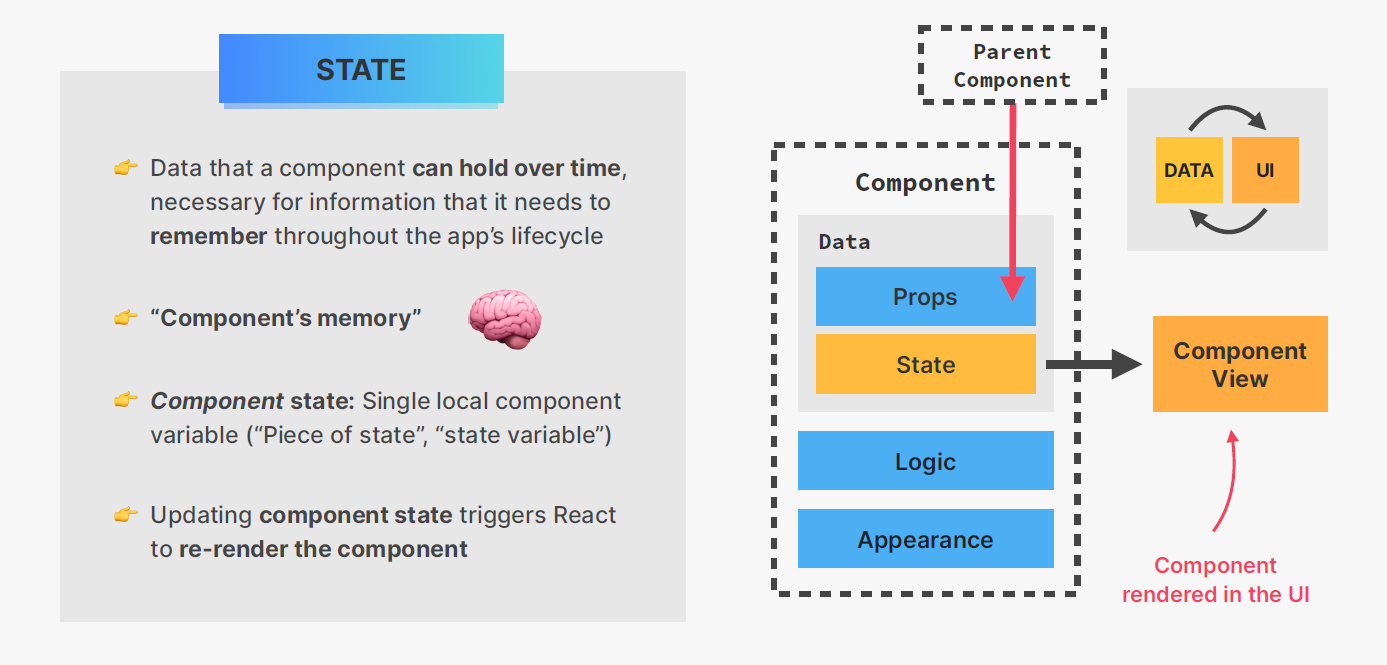 STATE
Data that a component can hold over time,
necessary for information that it needs to
remember throughout the app’s lifecycle
“Component’s memory”
Component state: Single local component
variable (“Piece of state”, “state variable”)
Updating component state triggers React
to re-render the component
Parent
Component
Component
Data
Props
State
Logic
Appearance
DATA
UI
Component
View
Component
rendered in the UI